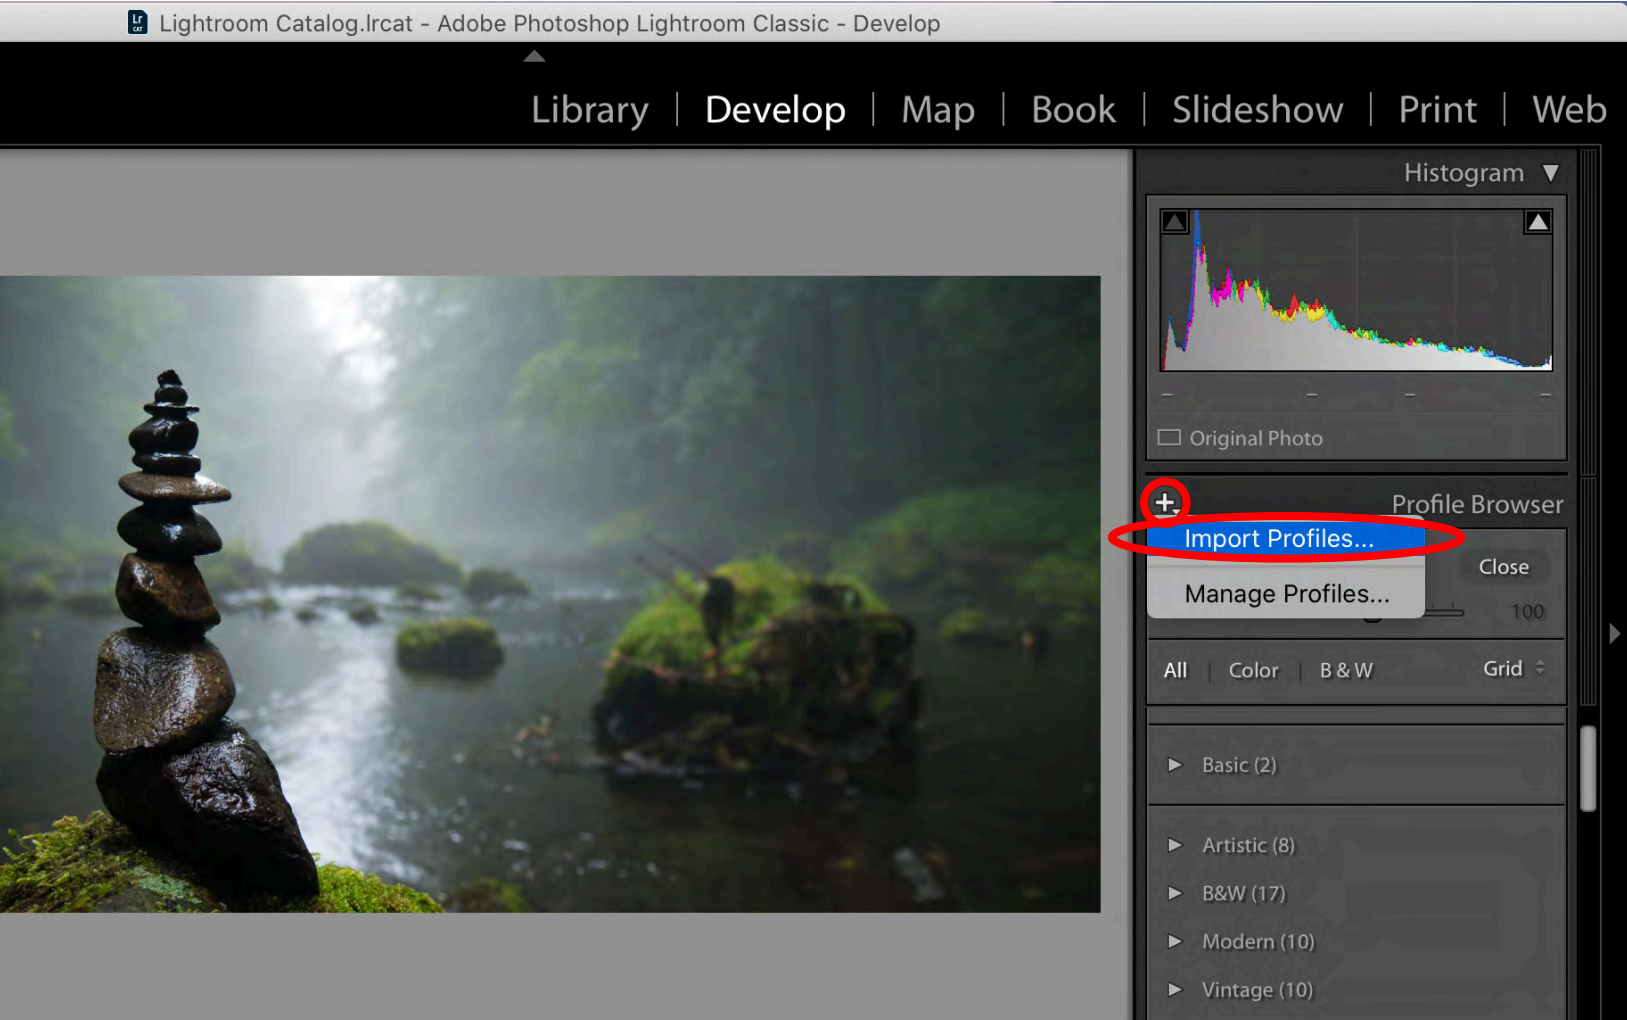 Lr
CAT
Lightroom Catalog.lrcat - Adobe Photoshop Lightroom Classic - Develop
Library | Develop | Map | Book | Slideshow | Print | Web
Histogram
Original Photo
Profile Browser
Import Profiles...
Close
Manage Profiles...
100
All | Color | B & W
Grid
Basic (2)
Artistic (8)
B&W (17)
Modern (10)
Vintage (10)